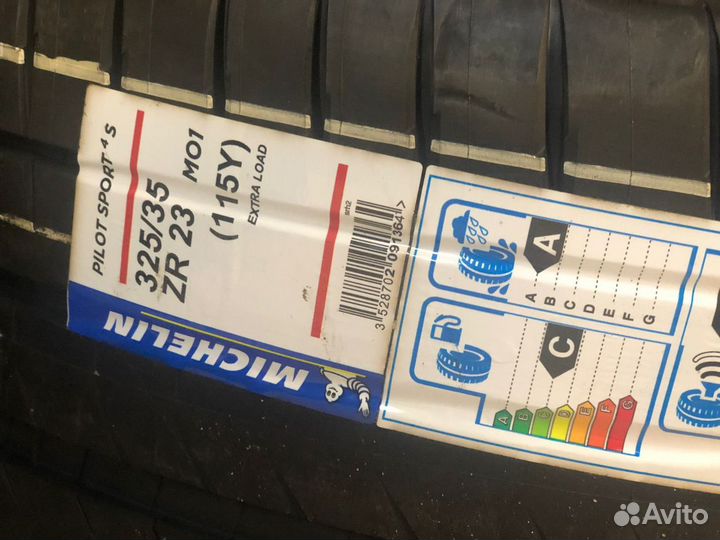 PILOT SPORT 4 S
325/35
ZR 23 MO1
(115Y)
EXTRA LOAD
MICHELIN
3 528702 091364 >
A
A
B
C
D
E
F
G
C
A
B
C
D
E
F
G
Avito